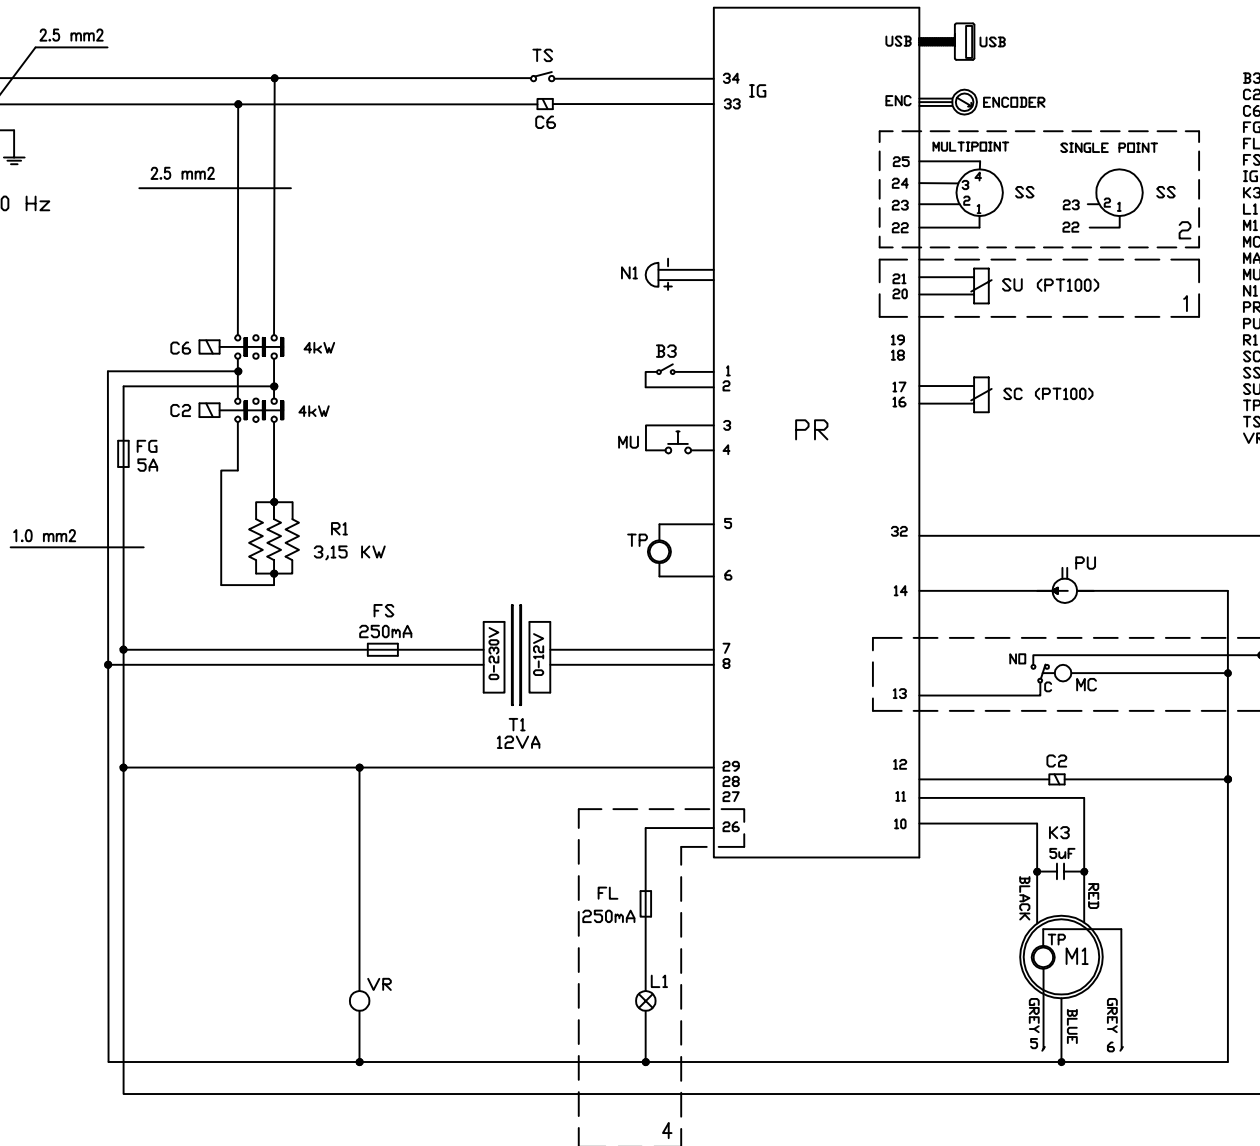 2.5 mm2
TS
34
IG
33
C6
0 Hz
2.5 mm2
USB
USB
ENC
ENCODER
MULTIPOINT
SINGLE POINT
25
24
23
22
4
3
2
1
SS
23
22
2
1
SS
2
N1
-
+
21
20
SU (PT100)
1
C6
4kW
C2
4kW
FG
5A
B3
1
2
19
18
17
16
SC (PT100)
MU
3
4
PR
1.0 mm2
R1
3,15 KW
TP
5
6
32
14
PU
FS
250mA
0-230V
0-12V
7
8
T1
12VA
NO
C
MC
13
29
28
27
26
12
C2
11
10
K3
5uF
BLACK
RED
FL
250mA
TP
M1
VR
L1
GREY 5
BLUE
GREY 6
4
B3
C2
C6
FG
FL
FS
IG
K3
L1
M1
MC
MA
MU
N1
PR
PU
R1
SC
SS
SU
TP
TS
VR